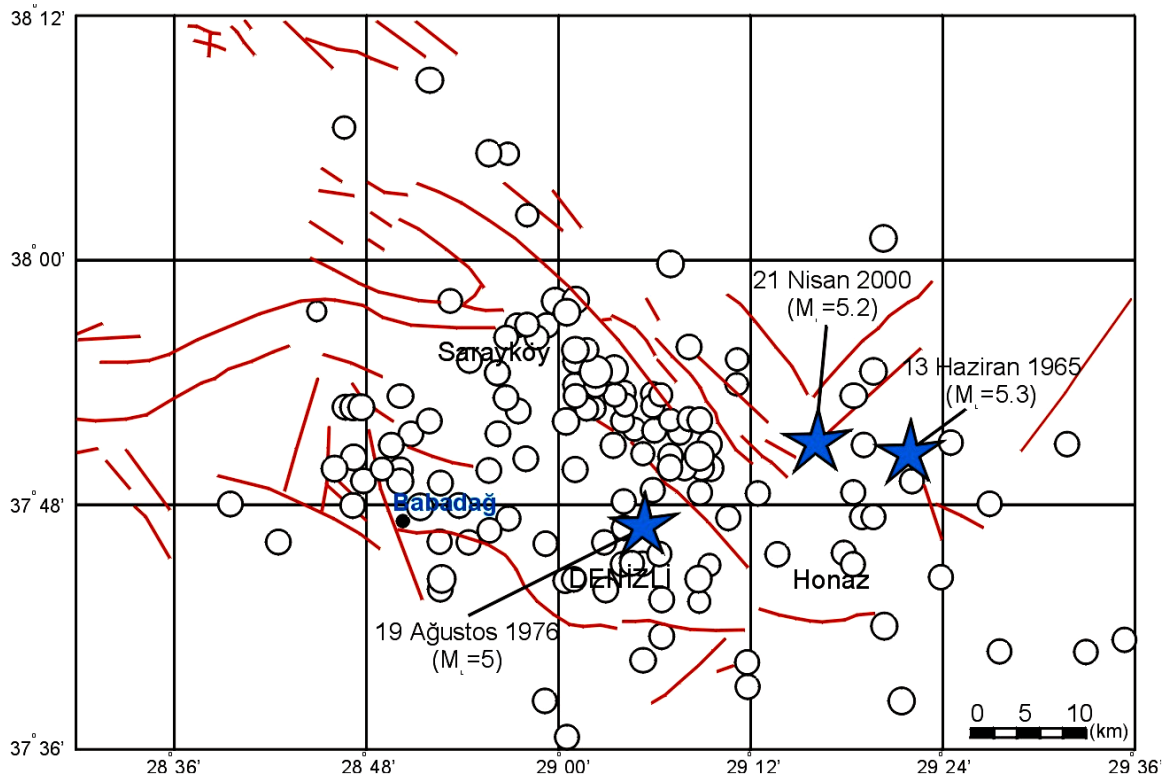 38° 12'
21 Nisan 2000
(ML=5.2)
13 Haziran 1965
(ML=5.3)
38° 00'
Sarayköy
37° 48'
Babadağ
DENİZLİ
Honaz
19 Ağustos 1976
(ML=5)
0 5 10
(km)
37° 36'
28° 36' 28° 48' 29° 00' 29° 12' 29° 24' 29° 36'